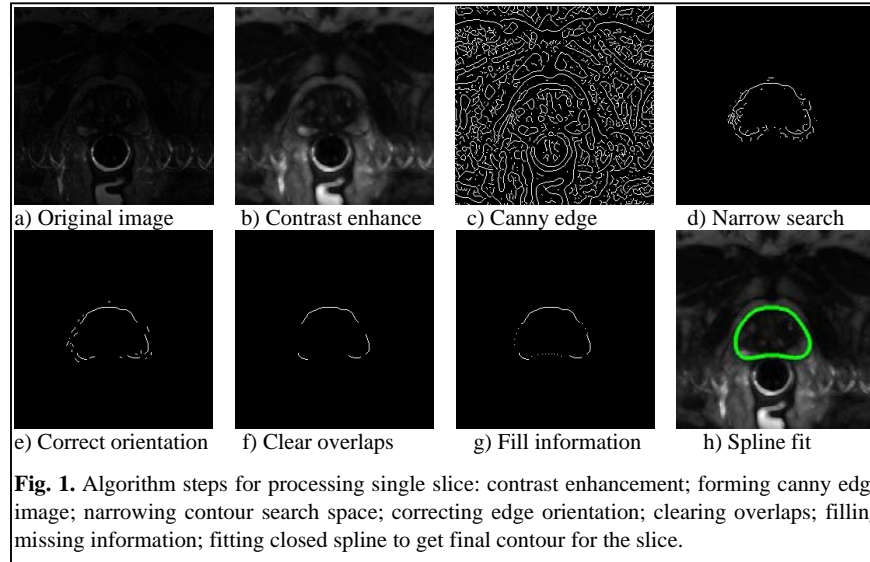 a) Original image b) Contrast enhance c) Canny edge d) Narrow search
e) Correct orientation f) Clear overlaps g) Fill information h) Spline fit
Fig. 1. Algorithm steps for processing single slice: contrast enhancement; forming canny edg
image; narrowing contour search space; correcting edge orientation; clearing overlaps; fillin
missing information; fitting closed spline to get final contour for the slice.